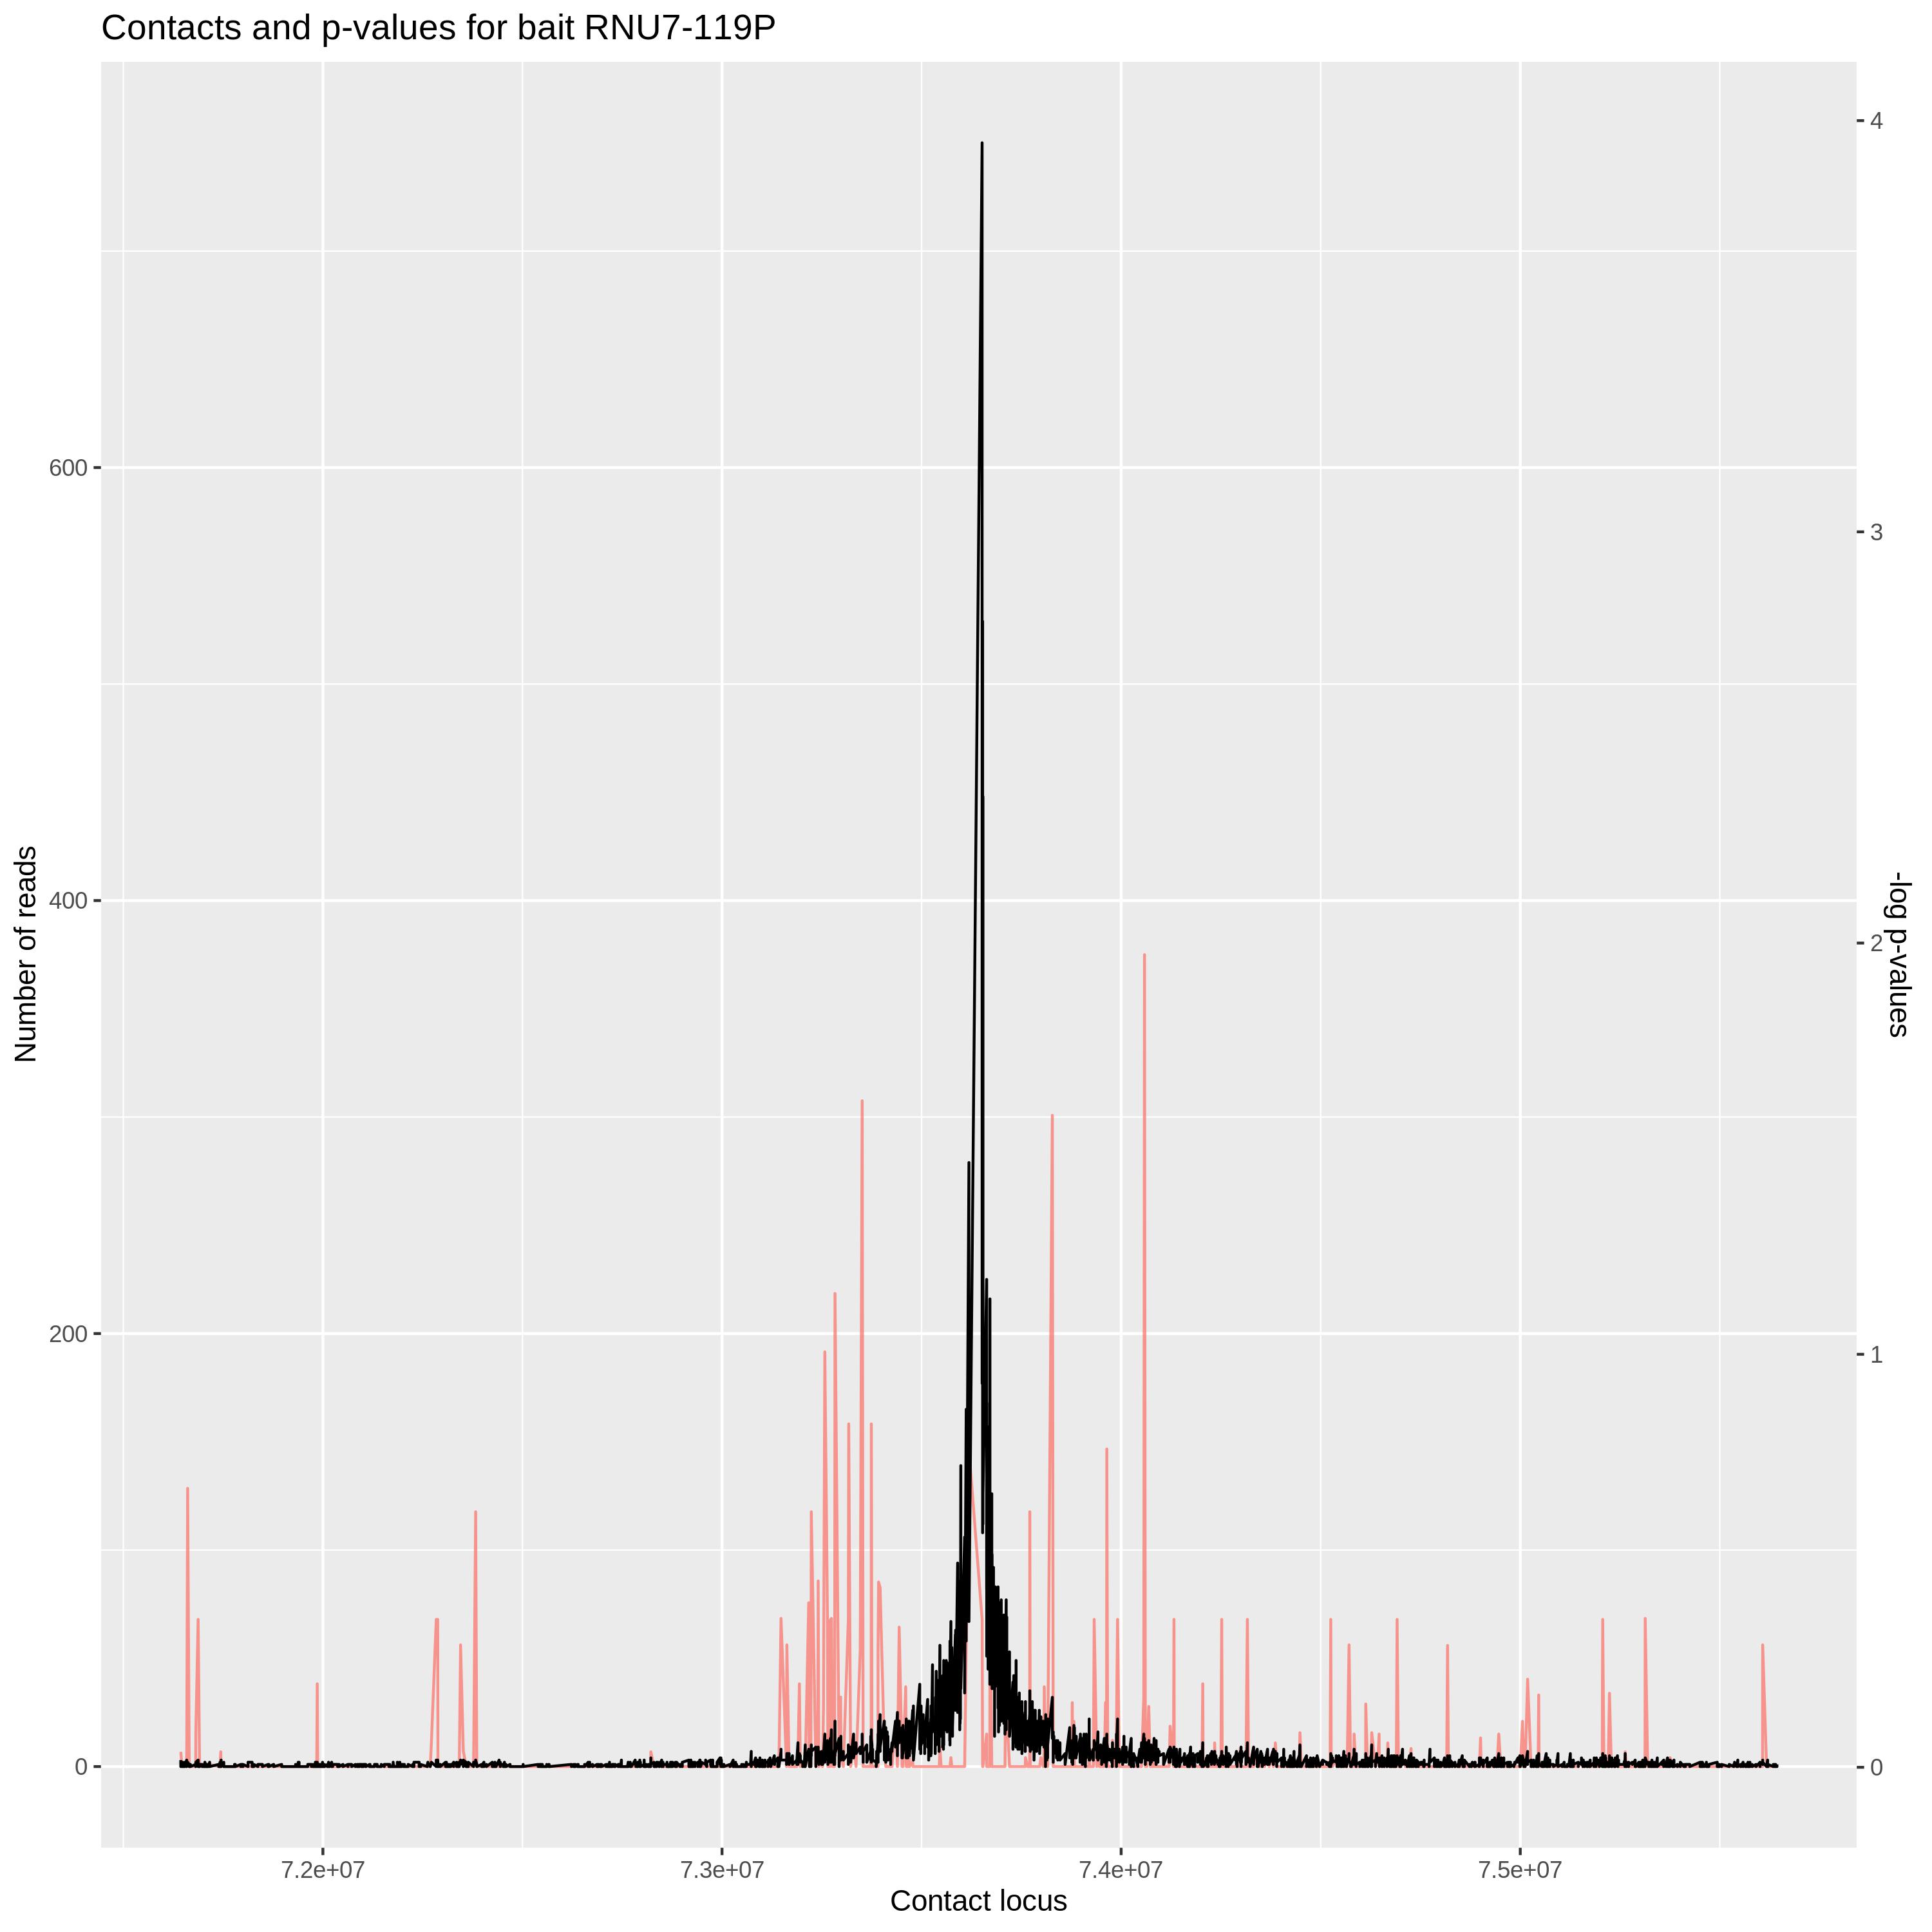 Contacts and p-values for bait RNU7-119P
Number of reads
600
400
200
0
4
3
2
1
0
-log p-values
7.2e+07
7.3e+07
7.4e+07
7.5e+07
Contact locus